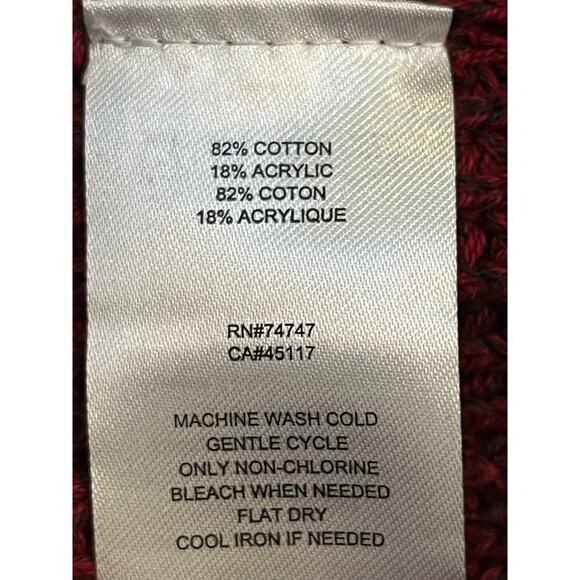 82% COTTON
18% ACRYLIC
82% COTON
18% ACRYLIQUE
RN#74747
CA#45117
MACHINE WASH COLD
GENTLE CYCLE
ONLY NON-CHLORINE
BLEACH WHEN NEEDED
FLAT DRY
COOL IRON IF NEEDED